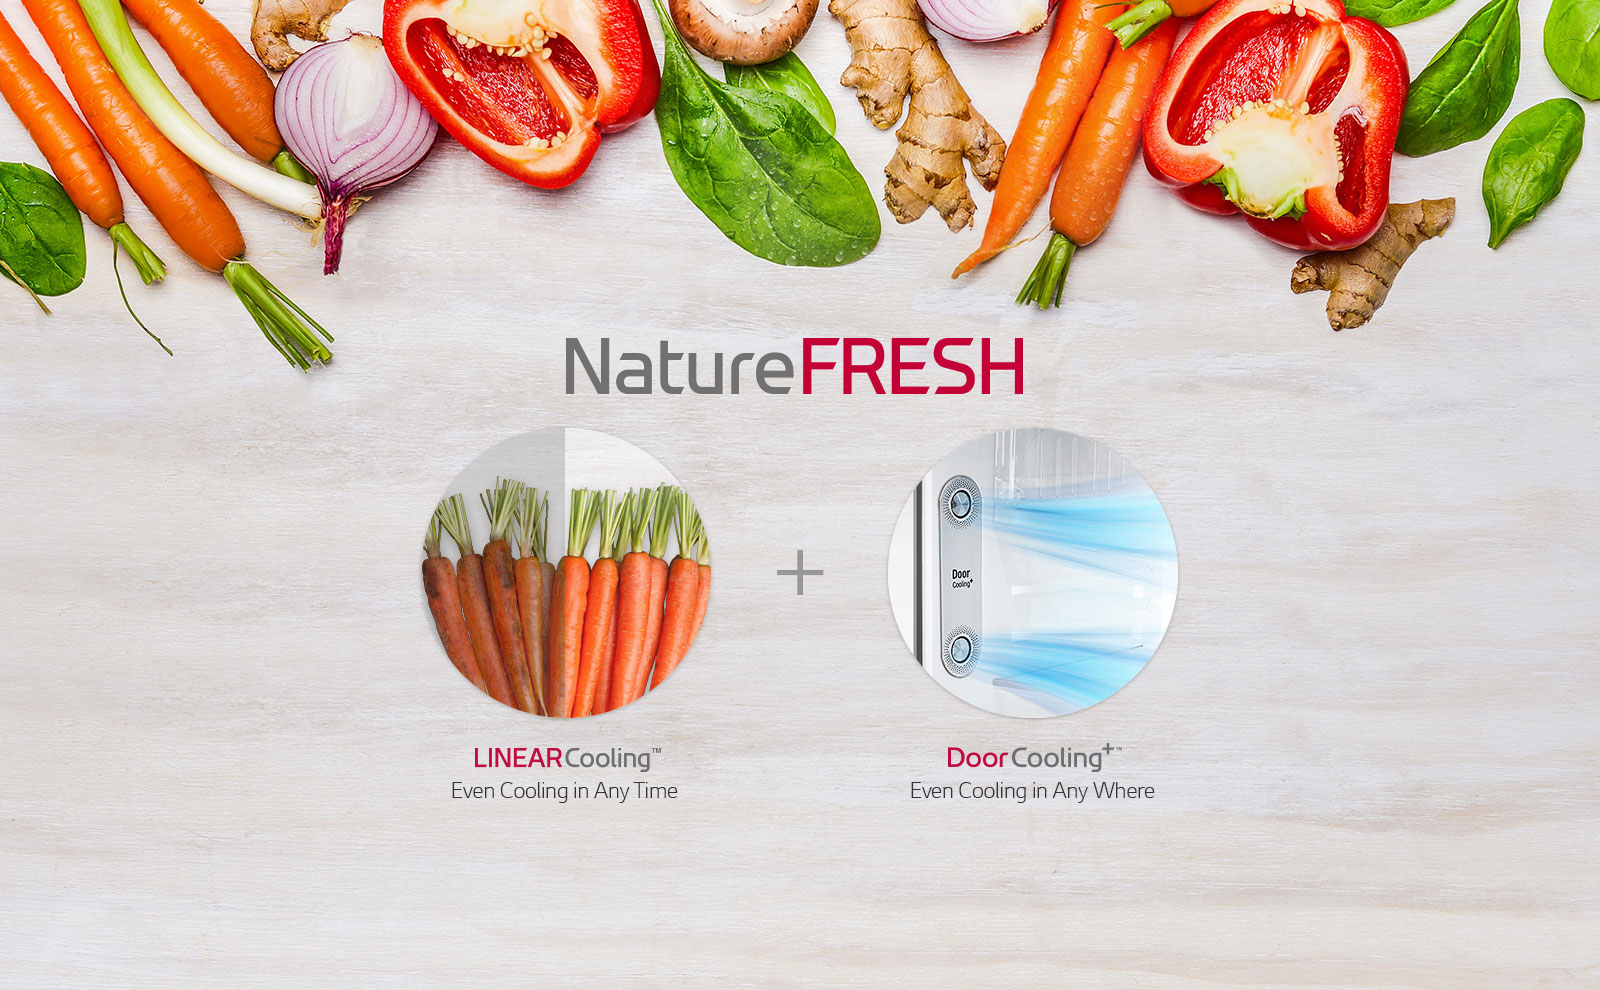 NatureFRESH
Door
Cooling+
LINEARCooling™
Even Cooling in Any Time
+
DoorCooling+™
Even Cooling in Any Where